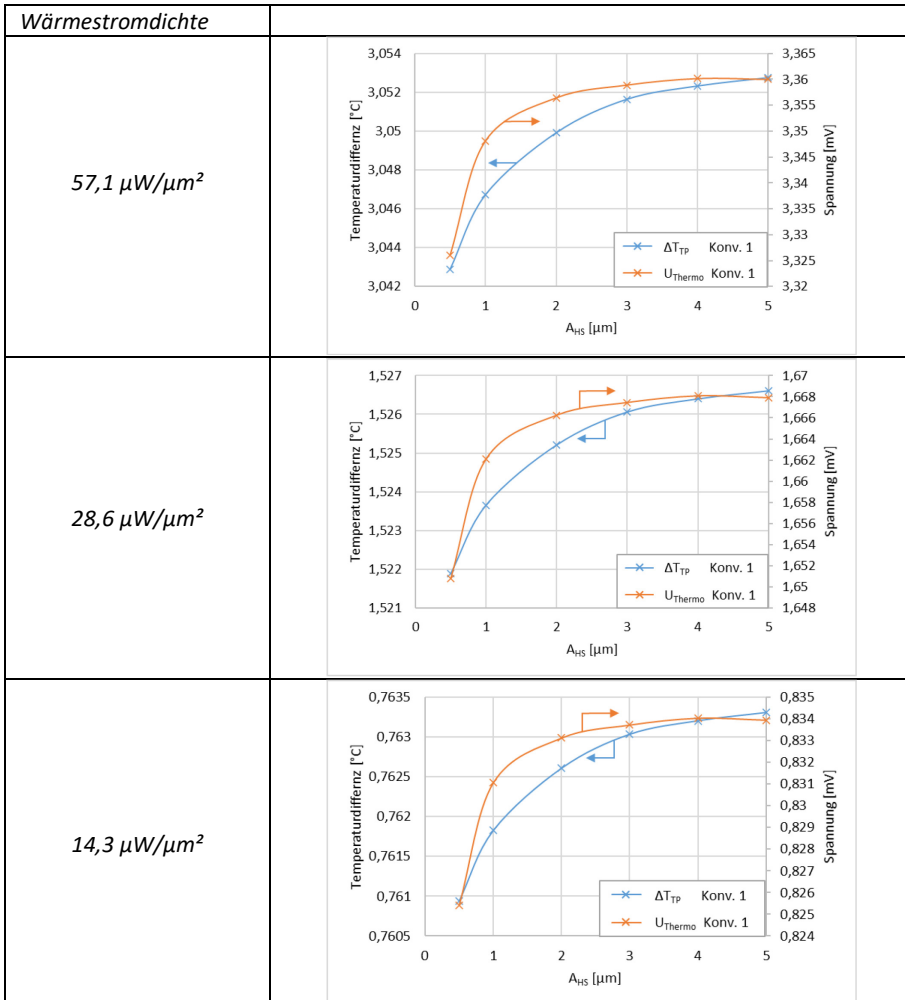 Wärmestromdichte
57,1 µW/µm²
3,054
3,052
3,05
3,048
3,046
3,044
3,042
Temperaturdiffernz [°C]
3,365
3,36
3,355
3,35
3,345
3,34
3,335
3,33
3,325
3,32
Spannung [mV]
ΔT_TP Konv. 1
U_Thermo Konv. 1
0 1 2 3 4 5
A_HS [µm]
28,6 µW/µm²
1,527
1,526
1,525
1,524
1,523
1,522
1,521
Temperaturdiffernz [°C]
1,67
1,668
1,666
1,664
1,662
1,66
1,658
1,656
1,654
1,652
1,65
1,648
Spannung [mV]
ΔT_TP Konv. 1
U_Thermo Konv. 1
0 1 2 3 4 5
A_HS [µm]
14,3 µW/µm²
0,7635
0,763
0,7625
0,762
0,7615
0,761
0,7605
Temperaturdiffernz [°C]
0,835
0,834
0,833
0,832
0,831
0,83
0,829
0,828
0,827
0,826
0,825
0,824
Spannung [mV]
ΔT_TP Konv. 1
U_Thermo Konv. 1
0 1 2 3 4 5
A_HS [µm]